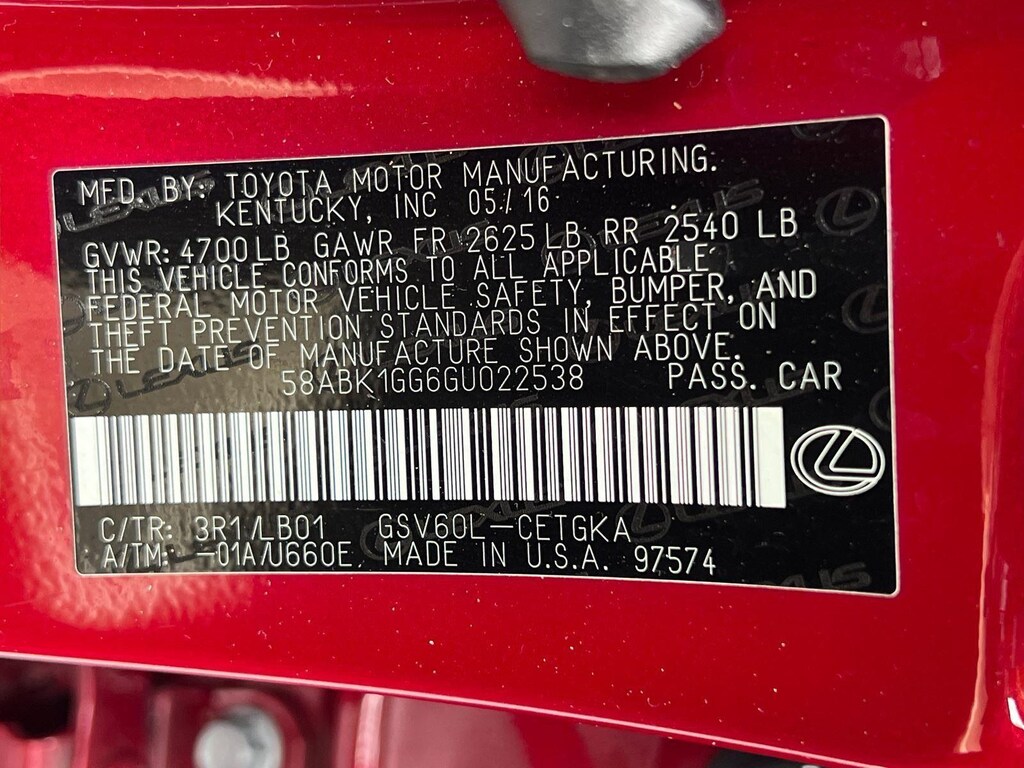 MFD. BY: TOYOTA MOTOR MANUFACTURING.
KENTUCKY, INC 05/16
GVWR: 4700LB GAWR FR 2625 LB RR 2540 LB
THIS VEHICLE CONFORMS TO ALL APPLICABLE
FEDERAL MOTOR VEHICLE SAFETY, BUMPER, AND
THEFT PREVENTION STANDARDS IN EFFECT ON
THE DATE OF MANUFACTURE SHOWN ABOVE.
58ABK1GG6GU022538 PASS. CAR
C/TR: 3R1/LB01 GSV60L-CETGKA
A/TM: -01A/U660E MADE IN U.S.A. 97574